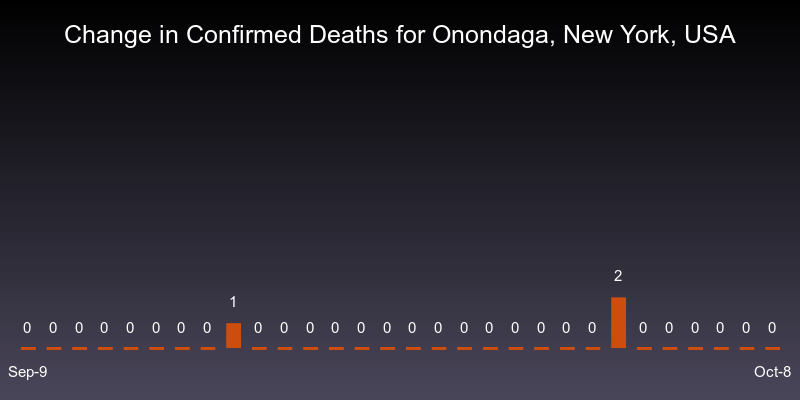 Change in Confirmed Deaths for Onondaga, New York, USA
2
1
0 0 0 0 0 0 0 0 0 0 0 0 0 0 0 0 0 0 0 0 0 0 0 0 0 0 0 0
Sep-9 Oct-8